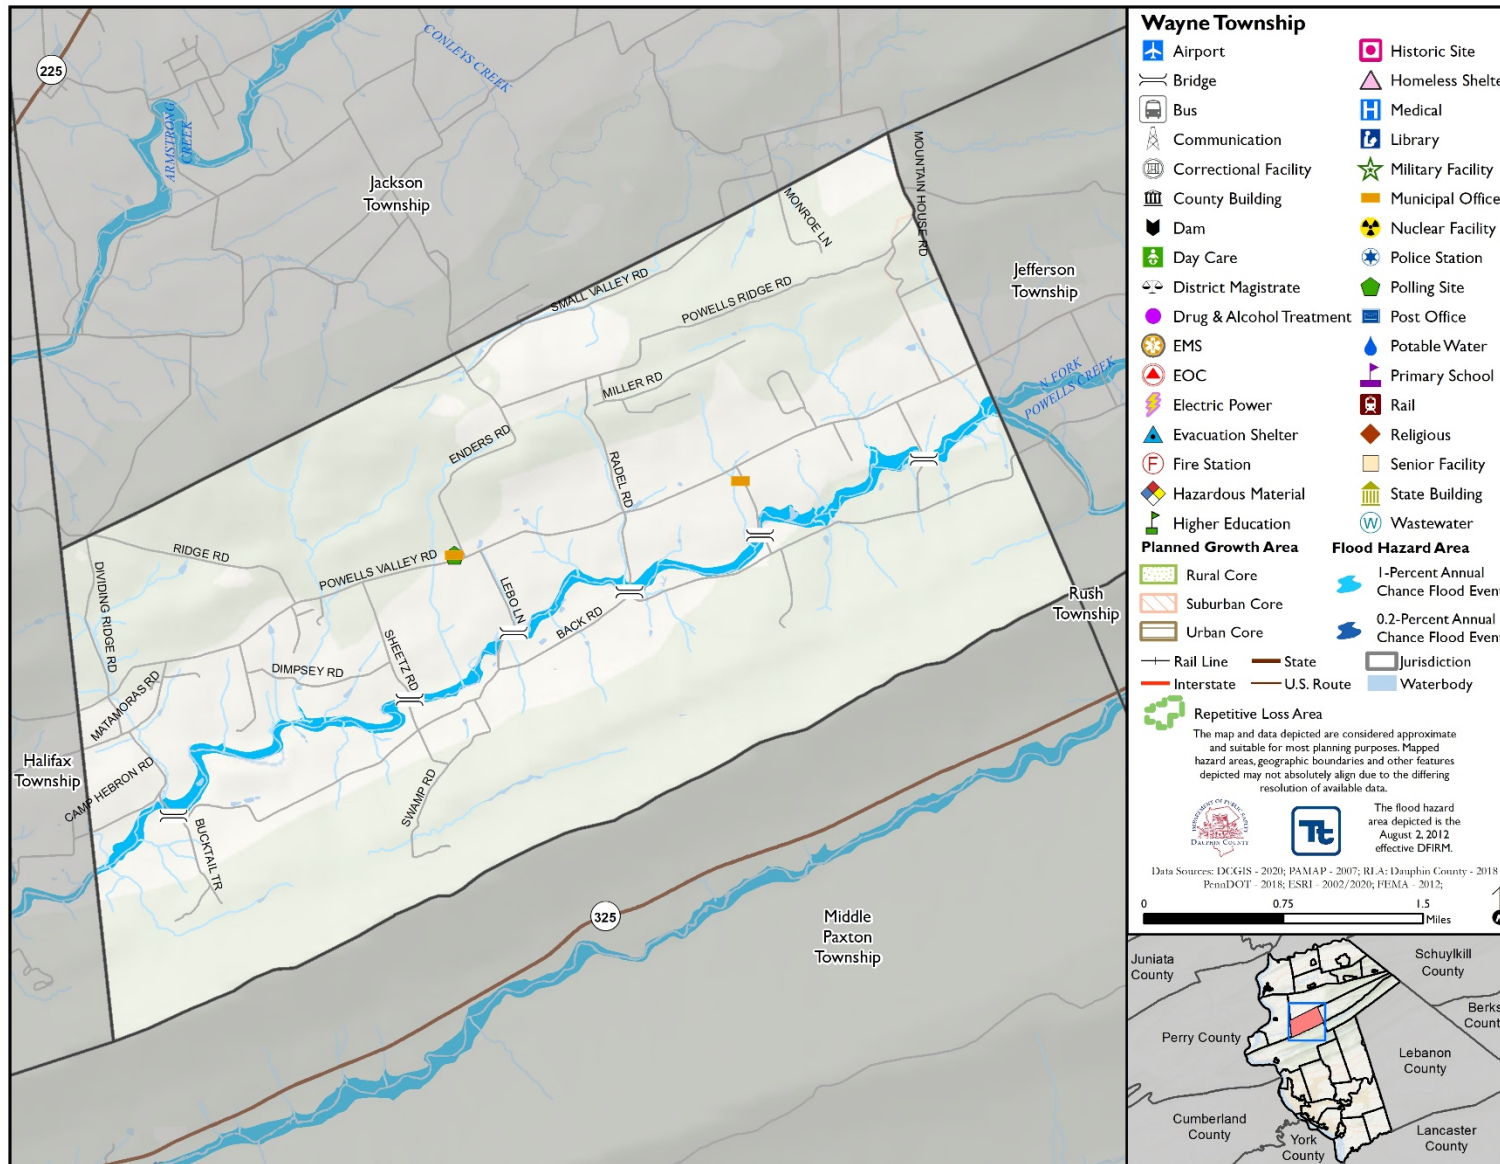 225
CONLEYS CREEK
ARMSTRONG
CREEK
Jackson
Township
MOUNTAIN HOUSE RD
MONROE LN
Jefferson
Township
SMALL VALLEY RD
POWELLS RIDGE RD
N FORK
POWELLS CREEK
MILLER RD
ENDERS RD
RADEL RD
RIDGE RD
POWELLS VALLEY RD
DIVIDING RIDGE RD
LEBO LN
BACK RD
Rush
Township
SHEETZ RD
DIMPSEY RD
MATAMORAS RD
Halifax
Township
CAMP HEBRON RD
SWAMP RD
BUCKTAIL TR
325
Middle
Paxton
Township
Wayne Township
Airport
Bridge
Bus
Communication
Correctional Facility
County Building
Dam
Day Care
District Magistrate
Drug & Alcohol Treatment
EMS
EOC
Electric Power
Evacuation Shelter
F Fire Station
Hazardous Material
Higher Education
Historic Site
Homeless Shelte
H Medical
Library
Military Facility
Municipal Office
Nuclear Facility
Police Station
Polling Site
Post Office
Potable Water
Primary School
Rail
Religious
Senior Facility
State Building
W Wastewater
Planned Growth Area
Rural Core
Suburban Core
Urban Core
Flood Hazard Area
1-Percent Annual
Chance Flood Even
0.2-Percent Annual
Chance Flood Even
Rail Line
State
Jurisdiction
Interstate
U.S. Route
Waterbody
Repetitive Loss Area
The map and data depicted are considered approximate
and suitable for most planning purposes. Mapped
hazard areas, geographic boundaries and other features
depicted may not absolutely align due to the differing
resolution of available data.
DEPARTMENT OF PUBLIC SAFETY
DAUPHIN COUNTY
Tt
The flood hazard
area depicted is the
August 2, 2012
effective DFIRM.
Data Sources: DCGIS - 2020; PAMAP - 2007; RLA: Dauphin County - 2018
PennDOT - 2018; ESRI - 2002/2020; FEMA - 2012;
0 0.75 1.5
Miles
Juniata
County
Schuylkill
County
Berks
Count
Perry County
Lebanon
County
Cumberland
County
York
County
Lancaster
County